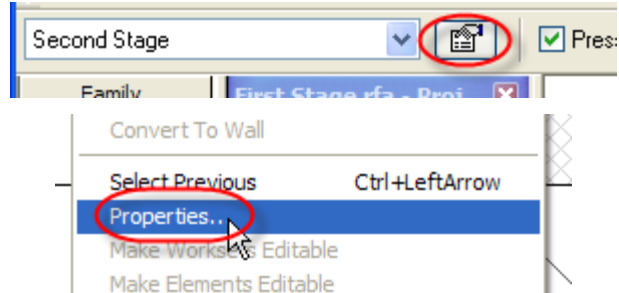 Second Stage
Pres
Family
First Stage.rfa - Proj
Convert To Wall
Select Previous Ctrl+LeftArrow
Properties...
Make Worksets Editable
Make Elements Editable